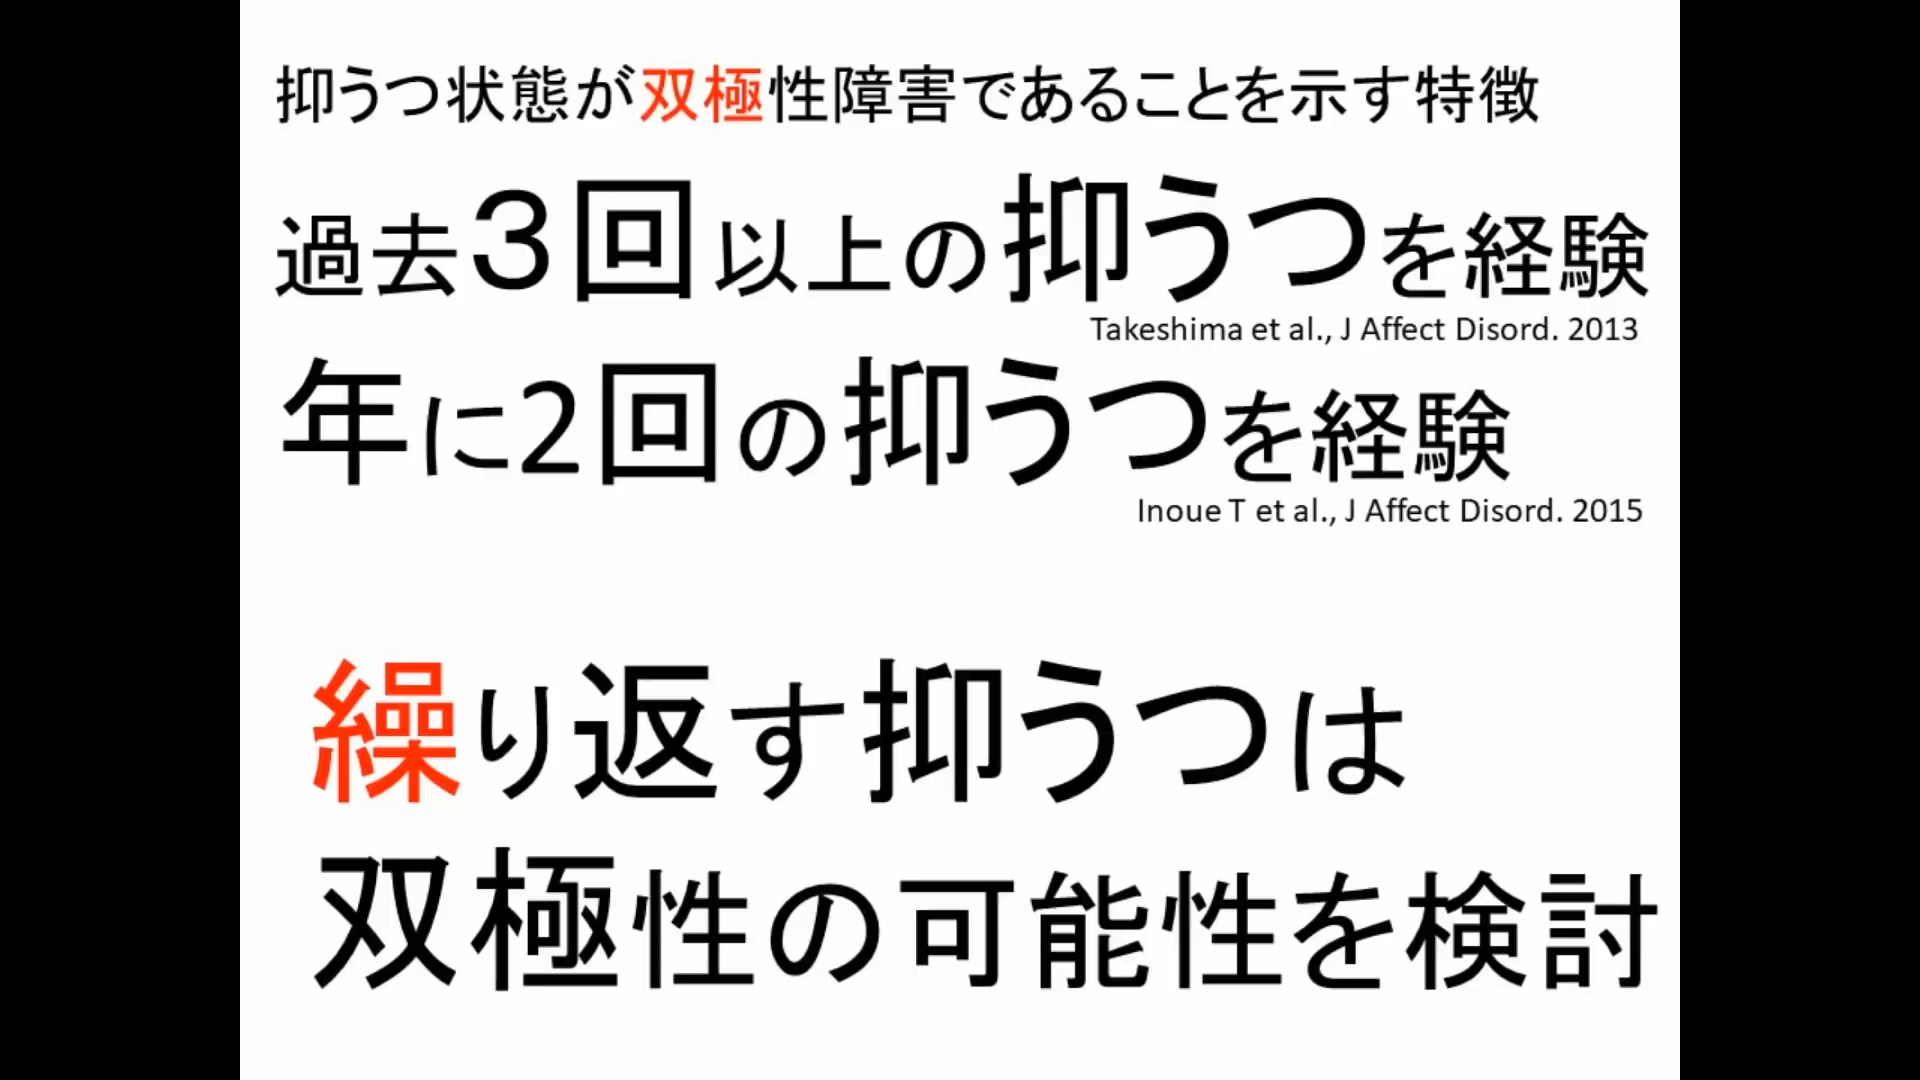 抑うつ状態が双極性障害であることを示す特徴
過去３回以上の抑うつを経験
Takeshima et al., J Affect Disord. 2013
年に2回の抑うつを経験
Inoue T et al., J Affect Disord. 2015
繰り返す抑うつは
双極性の可能性を検討